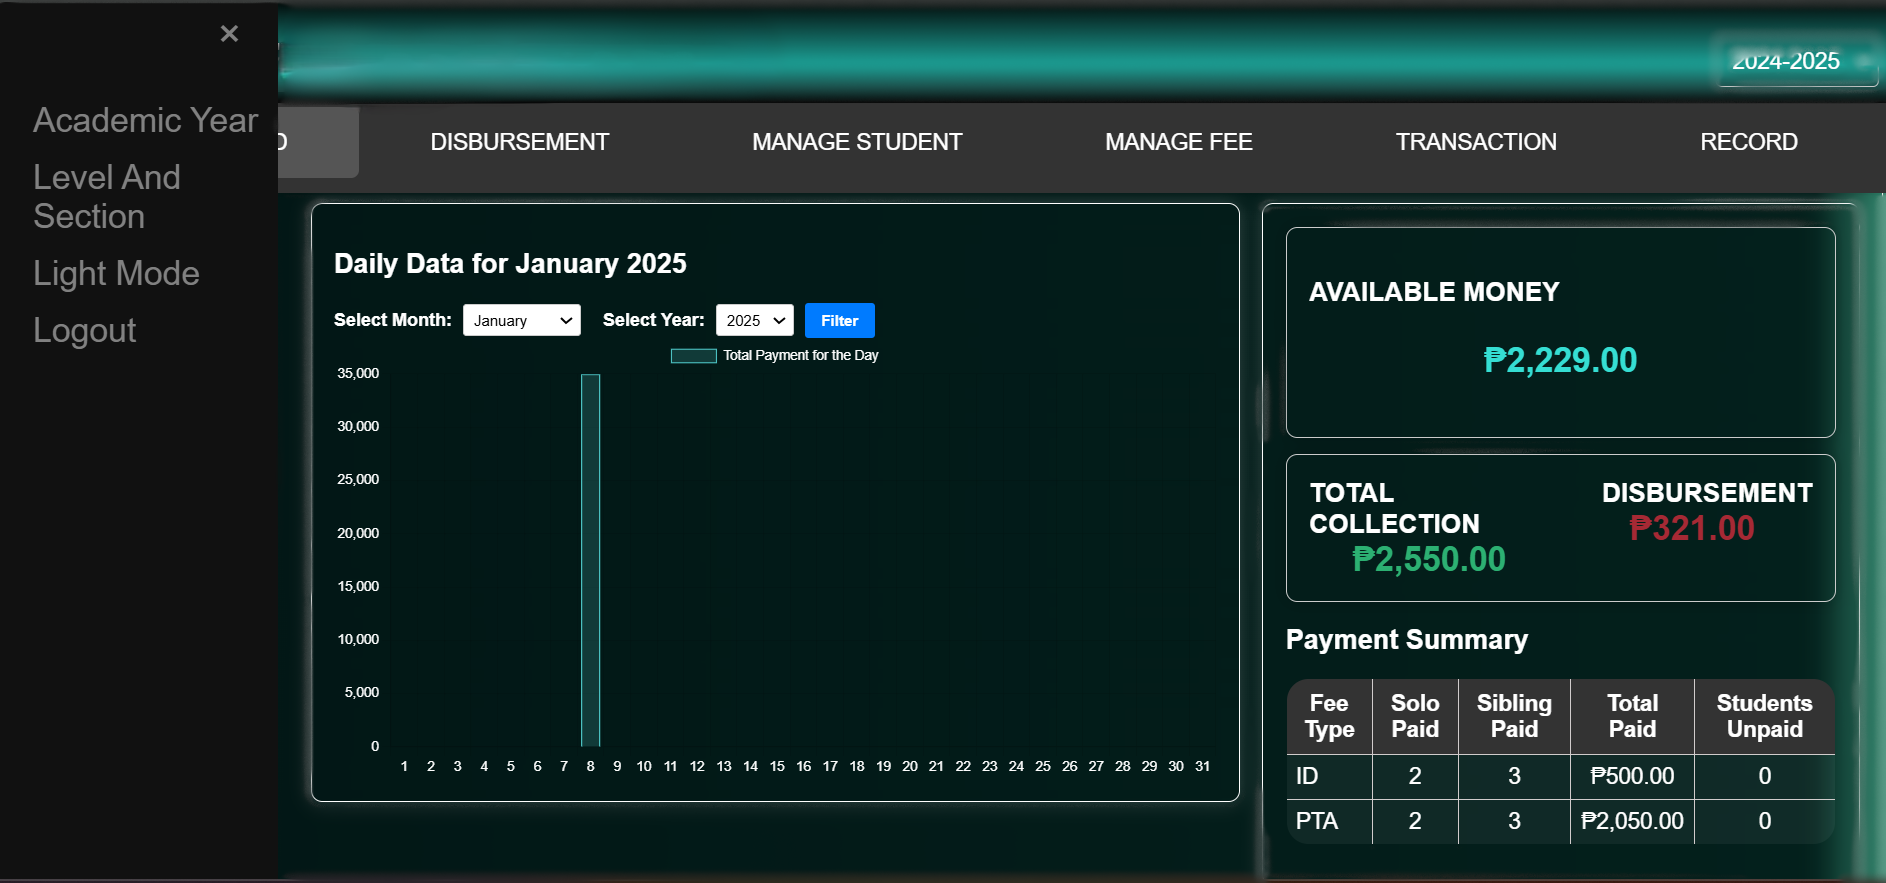 ×
Academic Year
Level And
Section
Light Mode
Logout
2024-2025
D
DISBURSEMENT
MANAGE STUDENT
MANAGE FEE
TRANSACTION
RECORD
Daily Data for January 2025
Select Month: January Select Year: 2025 Filter
Total Payment for the Day
35,000
30,000
25,000
20,000
15,000
10,000
5,000
0
1 2 3 4 5 6 7 8 9 10 11 12 13 14 15 16 17 18 19 20 21 22 23 24 25 26 27 28 29 30 31
AVAILABLE MONEY
₱2,229.00
TOTAL
COLLECTION
₱2,550.00
DISBURSEMENT
₱321.00
Payment Summary
Fee Type Solo Paid Sibling Paid Total Paid Students Unpaid
ID 2 3 ₱500.00 0
PTA 2 3 ₱2,050.00 0